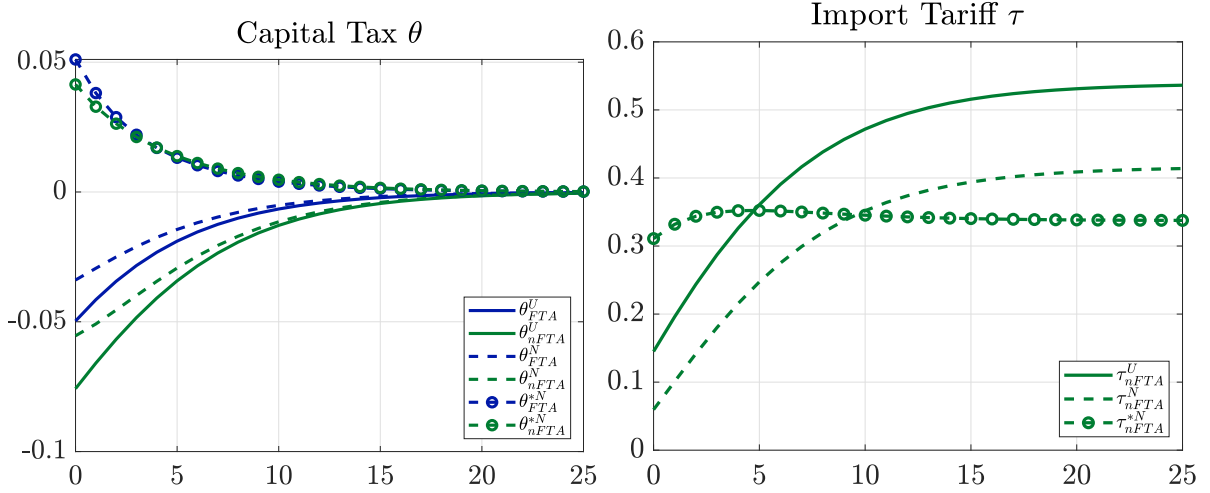 Capital Tax θ
0.05
0
-0.05
-0.1
0 5 10 15 20 25
θ^U_FTA
θ^U_nFTA
θ^N_FTA
θ^N_nFTA
θ^*N_FTA
θ^*N_nFTA
Import Tariff τ
0.6
0.5
0.4
0.3
0.2
0.1
0
0 5 10 15 20 25
τ^U_nFTA
τ^N_nFTA
τ^*N_nFTA